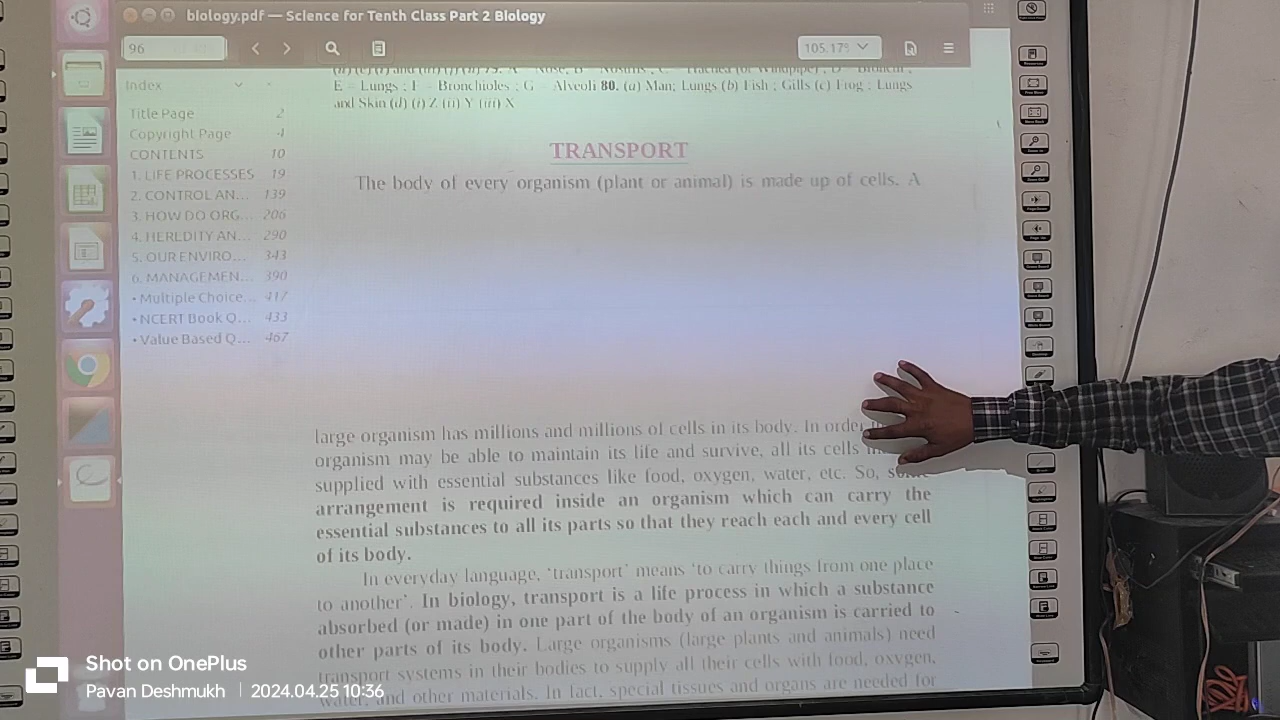 biology.pdf — Science for Tenth Class Part 2 Biology
96
105.17
Index
Title Page 2
Copyright Page 4
CONTENTS 10
1. LIFE PROCESSES 19
2. CONTROL AN... 139
3. HOW DO ORG... 206
4. HEREDITY AN... 290
5. OUR ENVIRO... 343
6. MANAGEMEN... 390
• Multiple Choice... 417
• NCERT Book Q... 433
• Value Based Q... 467
E – Lungs ; F – Bronchioles ; G – Alveoli 80. (a) Man; Lungs (b) Fish ; Gills (c) Frog ; Lungs
and Skin (d) (i) Z (ii) Y (iii) X
TRANSPORT
The body of every organism (plant or animal) is made up of cells. A
large organism has millions and millions of cells in its body. In order
organism may be able to maintain its life and survive, all its cells
supplied with essential substances like food, oxygen, water, etc. So, some
arrangement is required inside an organism which can carry the
essential substances to all its parts so that they reach each and every cell
of its body.
In everyday language, ‘transport’ means ‘to carry things from one place
to another’. In biology, transport is a life process in which a substance
absorbed (or made) in one part of the body of an organism is carried to
other parts of its body. Large organisms (large plants and animals) need
transport systems in their bodies to supply all their cells with food, oxygen,
water, and other materials. In fact, special tissues and organs are needed for
Shot on OnePlus
Pavan Deshmukh | 2024.04.25 10:36